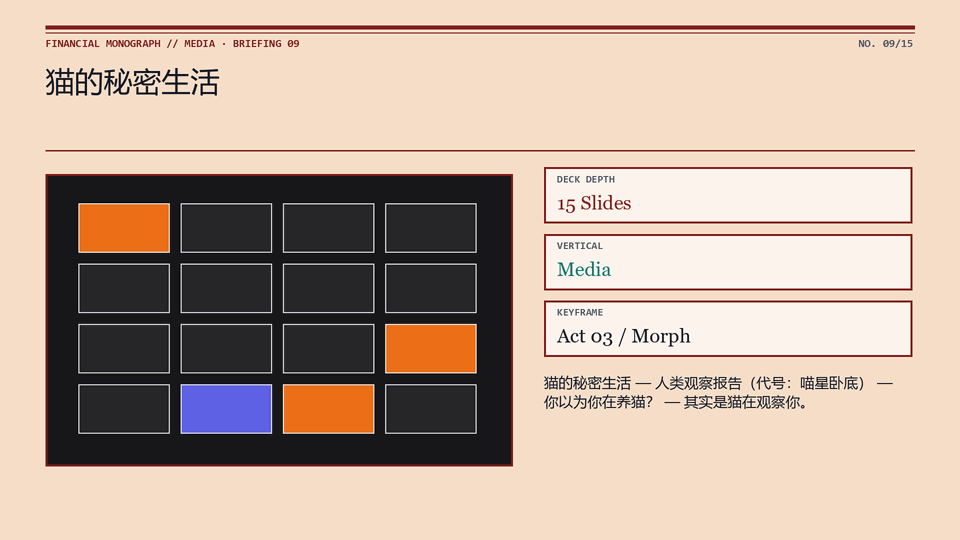 FINANCIAL MONOGRAPH // MEDIA · BRIEFING 09
NO. 09/15
猫的秘密生活
DECK DEPTH
15 Slides
VERTICAL
Media
KEYFRAME
Act 03 / Morph
猫的秘密生活 — 人类观察报告（代号：喵星卧底） —
你以为你在养猫？ — 其实是猫在观察你。